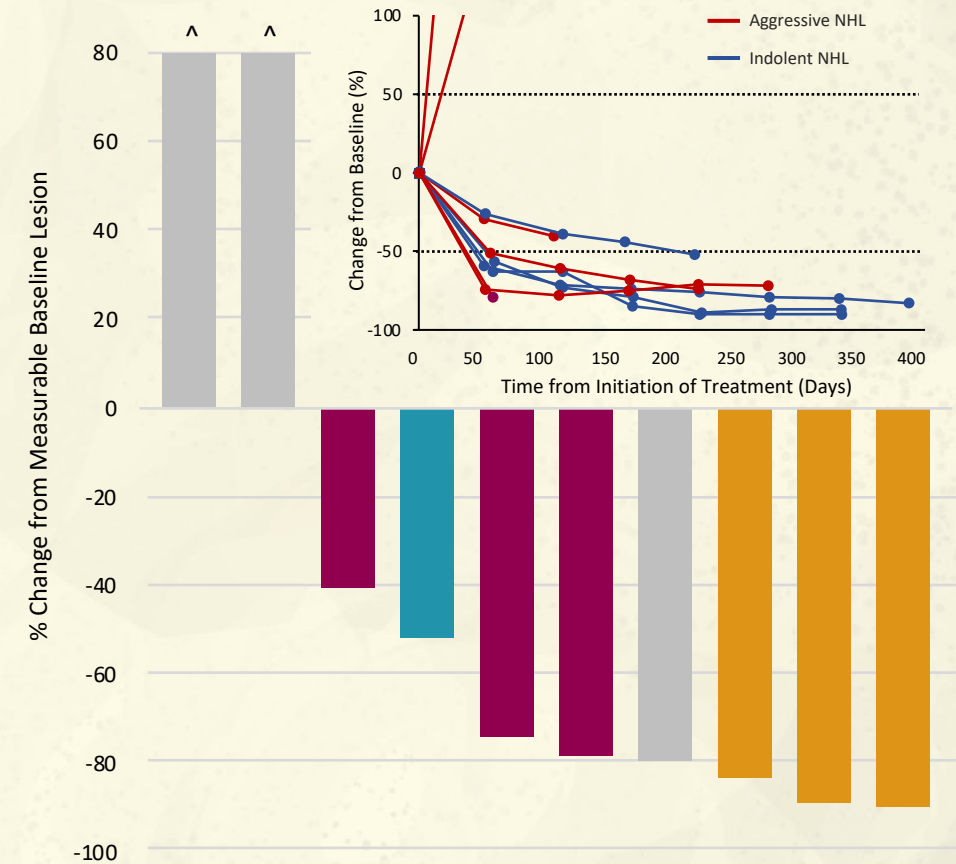 % Change from Measurable Baseline Lesion
^ ^
80
60
40
20
0
-20
-40
-60
-80
-100
Change from Baseline (%)
100
50
0
-50
-100
Aggressive NHL
Indolent NHL
0 50 100 150 200 250 300 350 400
Time from Initiation of Treatment (Days)